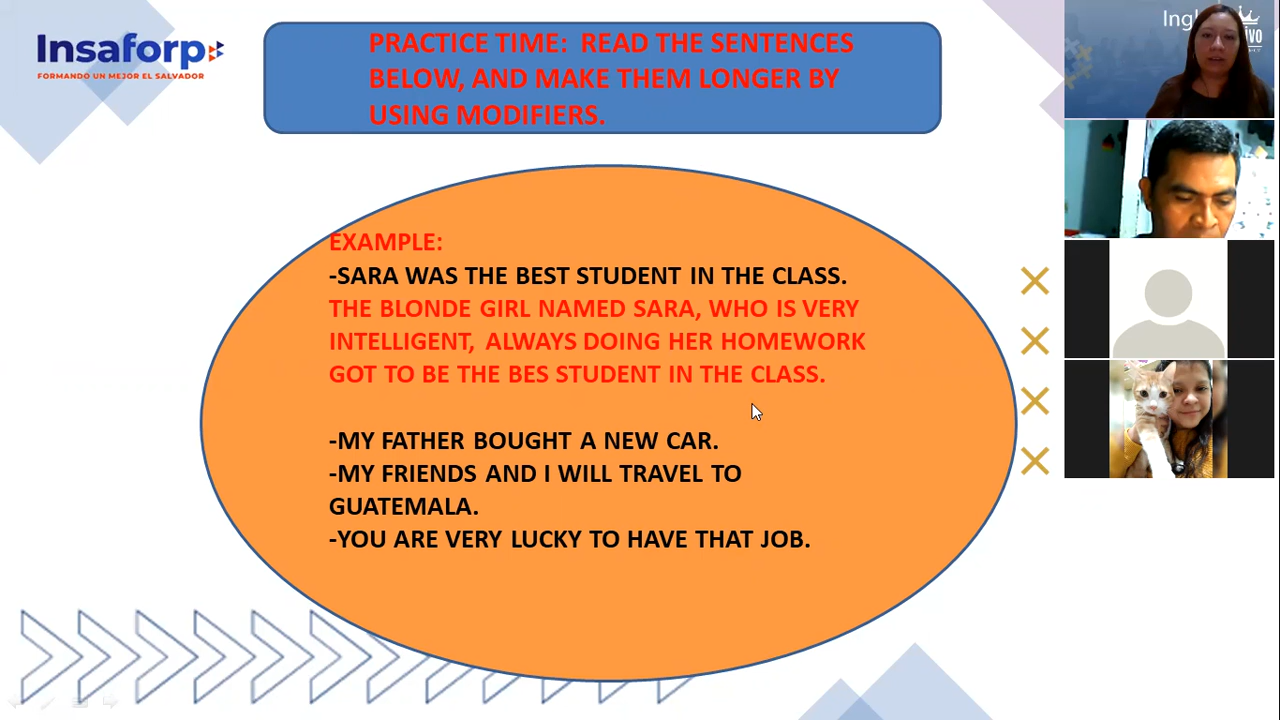 Insaforp
FORMANDO UN MEJOR EL SALVADOR
PRACTICE TIME: READ THE SENTENCES
BELOW, AND MAKE THEM LONGER BY
USING MODIFIERS.
EXAMPLE:
-SARA WAS THE BEST STUDENT IN THE CLASS.
THE BLONDE GIRL NAMED SARA, WHO IS VERY
INTELLIGENT, ALWAYS DOING HER HOMEWORK
GOT TO BE THE BES STUDENT IN THE CLASS.
-MY FATHER BOUGHT A NEW CAR.
-MY FRIENDS AND I WILL TRAVEL TO
GUATEMALA.
-YOU ARE VERY LUCKY TO HAVE THAT JOB.